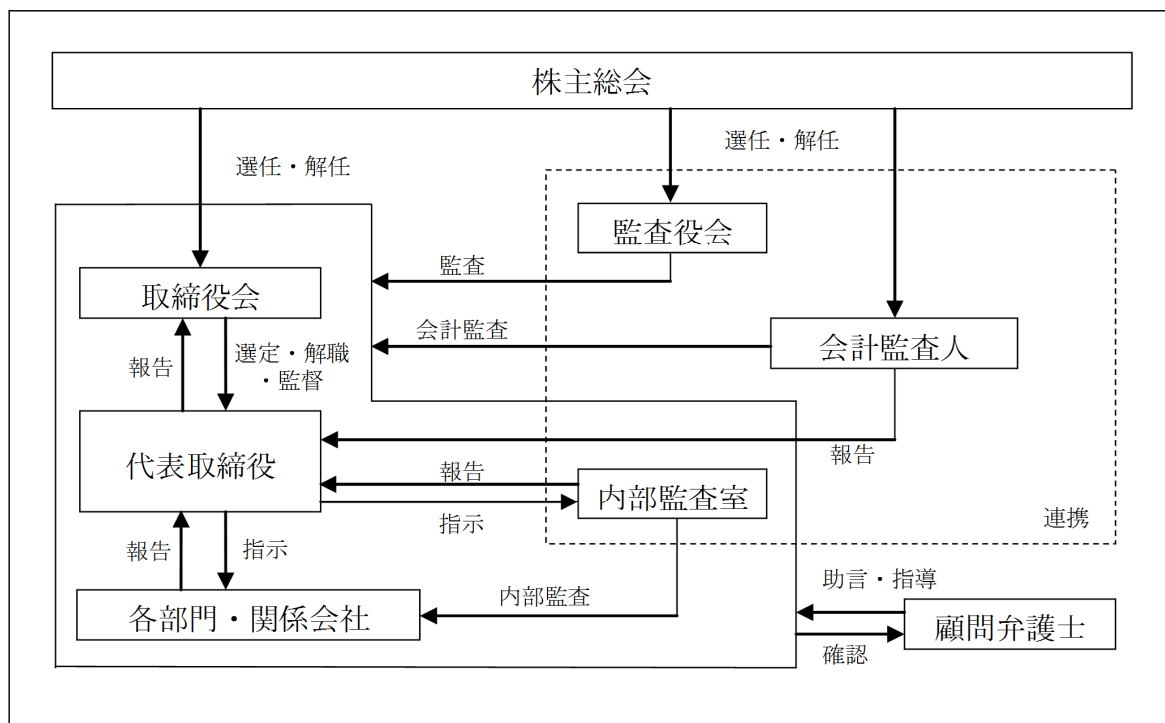 株主総会
選任・解任
選任・解任
監査役会
監査
取締役会
会計監査
会計監査人
報告
選定・解職
・監督
代表取締役
報告
報告
内部監査室
指示
連携
報告
指示
助言・指導
内部監査
各部門・関係会社
顧問弁護士
確認